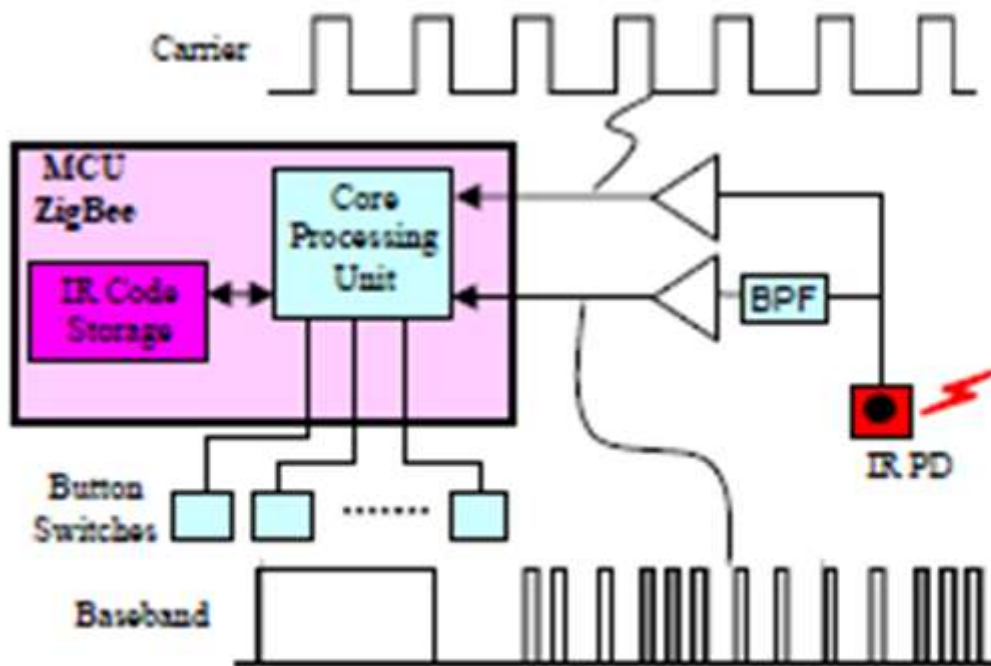 Carrier
MCU
ZigBee
Core
Processing
Unit
IR Code
Storage
BPF
IR PD
Button
Switches
Baseband